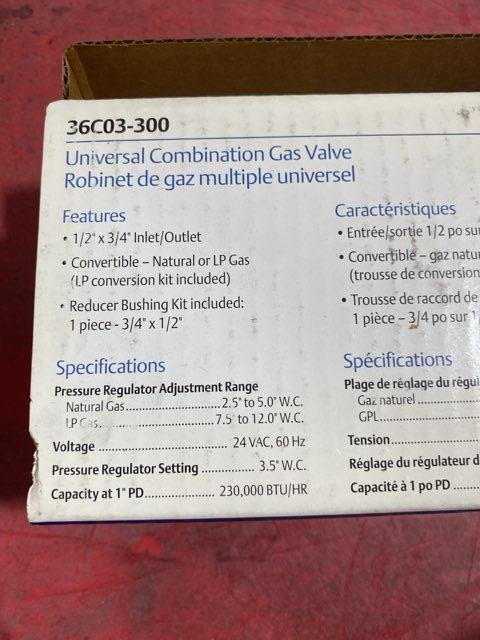 36C03-300
Universal Combination Gas Valve
Robinet de gaz multiple universel
Features
• 1/2" x 3/4" Inlet/Outlet
• Convertible – Natural or LP Gas
(LP conversion kit included)
• Reducer Bushing Kit included:
1 piece - 3/4" x 1/2"
Specifications
Pressure Regulator Adjustment Range
Natural Gas........................2.5" to 5.0" W.C.
LP Gas.............................7.5" to 12.0" W.C.
Voltage .................................. 24 VAC, 60 Hz
Pressure Regulator Setting .............. 3.5" W.C.
Capacity at 1" PD.................. 230,000 BTU/HR
Caractéristiques
• Entrée/sortie 1/2 po sur
• Convertible – gaz natu
(trousse de conversion
• Trousse de raccord de
1 pièce – 3/4 po sur 1/
Spécifications
Plage de réglage du régul
Gaz naturel ................
GPL.........................
Tension.....................
Réglage du régulateur d
Capacité à 1 po PD ......